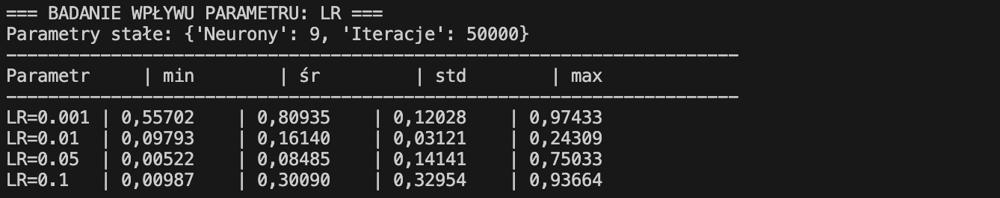 === BADANIE WPŁYWU PARAMETRU: LR ===
Parametry stałe: {'Neurony': 9, 'Iteracje': 50000}
----------------------------------------------------------------------
Parametr     | min        | śr         | std        | max
----------------------------------------------------------------------
LR=0.001 | 0,55702    | 0,80935    | 0,12028    | 0,97433
LR=0.01  | 0,09793    | 0,16140    | 0,03121    | 0,24309
LR=0.05  | 0,00522    | 0,08485    | 0,14141    | 0,75033
LR=0.1   | 0,00987    | 0,30090    | 0,32954    | 0,93664